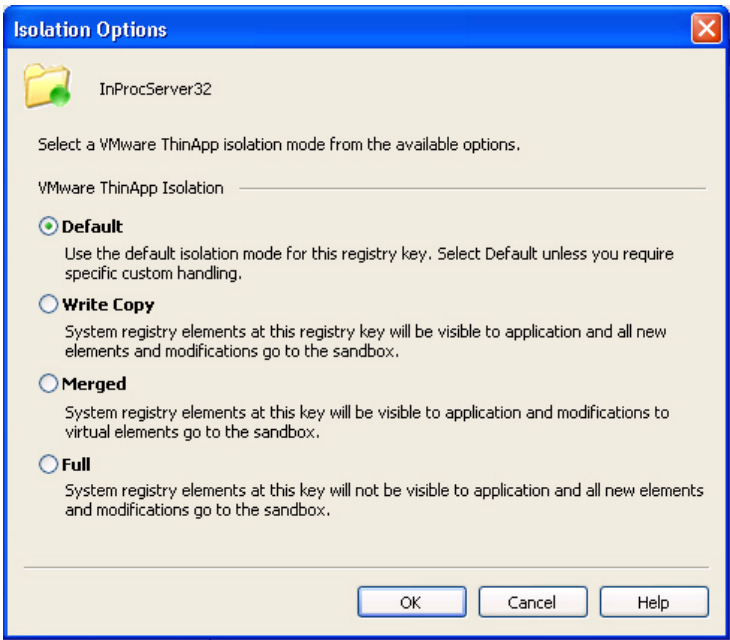 Isolation Options
InProcServer32
Select a VMware ThinApp isolation mode from the available options.
VMware ThinApp Isolation
Default
Use the default isolation mode for this registry key. Select Default unless you require
specific custom handling.
Write Copy
System registry elements at this registry key will be visible to application and all new
elements and modifications go to the sandbox.
Merged
System registry elements at this key will be visible to application and modifications to
virtual elements go to the sandbox.
Full
System registry elements at this key will not be visible to application and all new elements
and modifications go to the sandbox.
OK Cancel Help